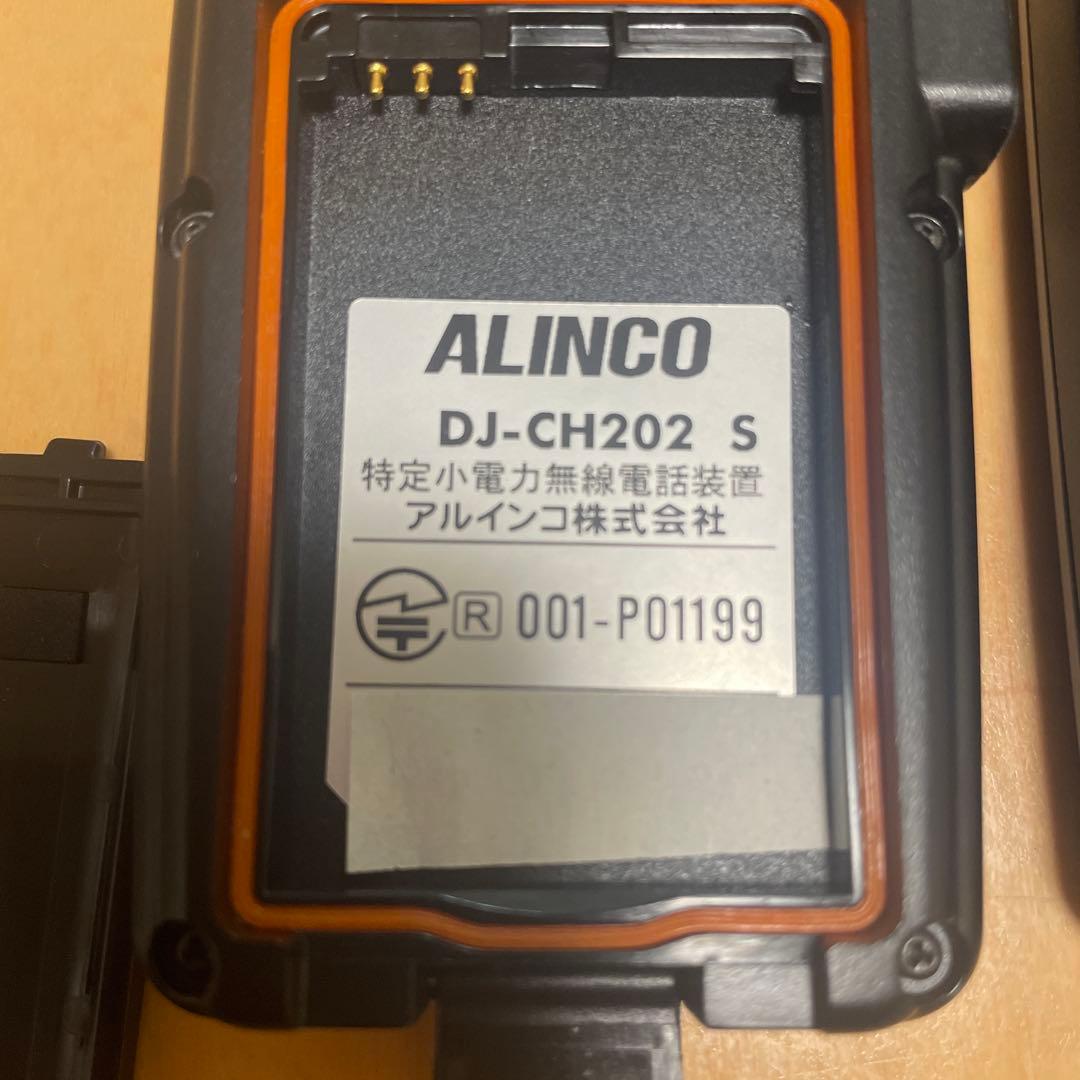 ALINCO
DJ-CH202 S
特定小電力無線電話装置
アルインコ株式会社
R 001-P01199